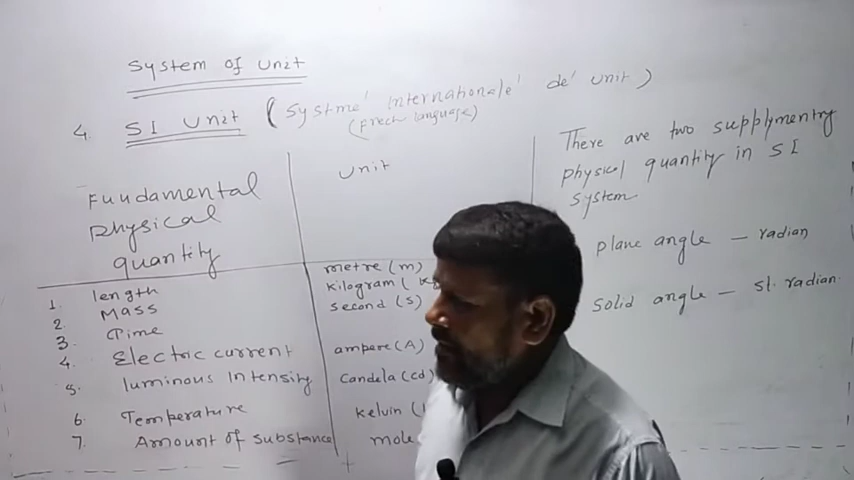 System of Unit
4. SI Unit ( Systme' Internationale' de' unit )
(Frech language)
Fuundamental
Physical
quantity
Unit
1. length
metre (m)
2. Mass
kilogram (
3. Time
second (s)
4. Electric current
ampere (A)
5. luminous Intensity
candela (cd)
6. Temperature
kelvin (
7. Amount of substance
mole
There are two supplymentry
physical quantity in SI
system
plane angle – radian
solid angle – st. radian.